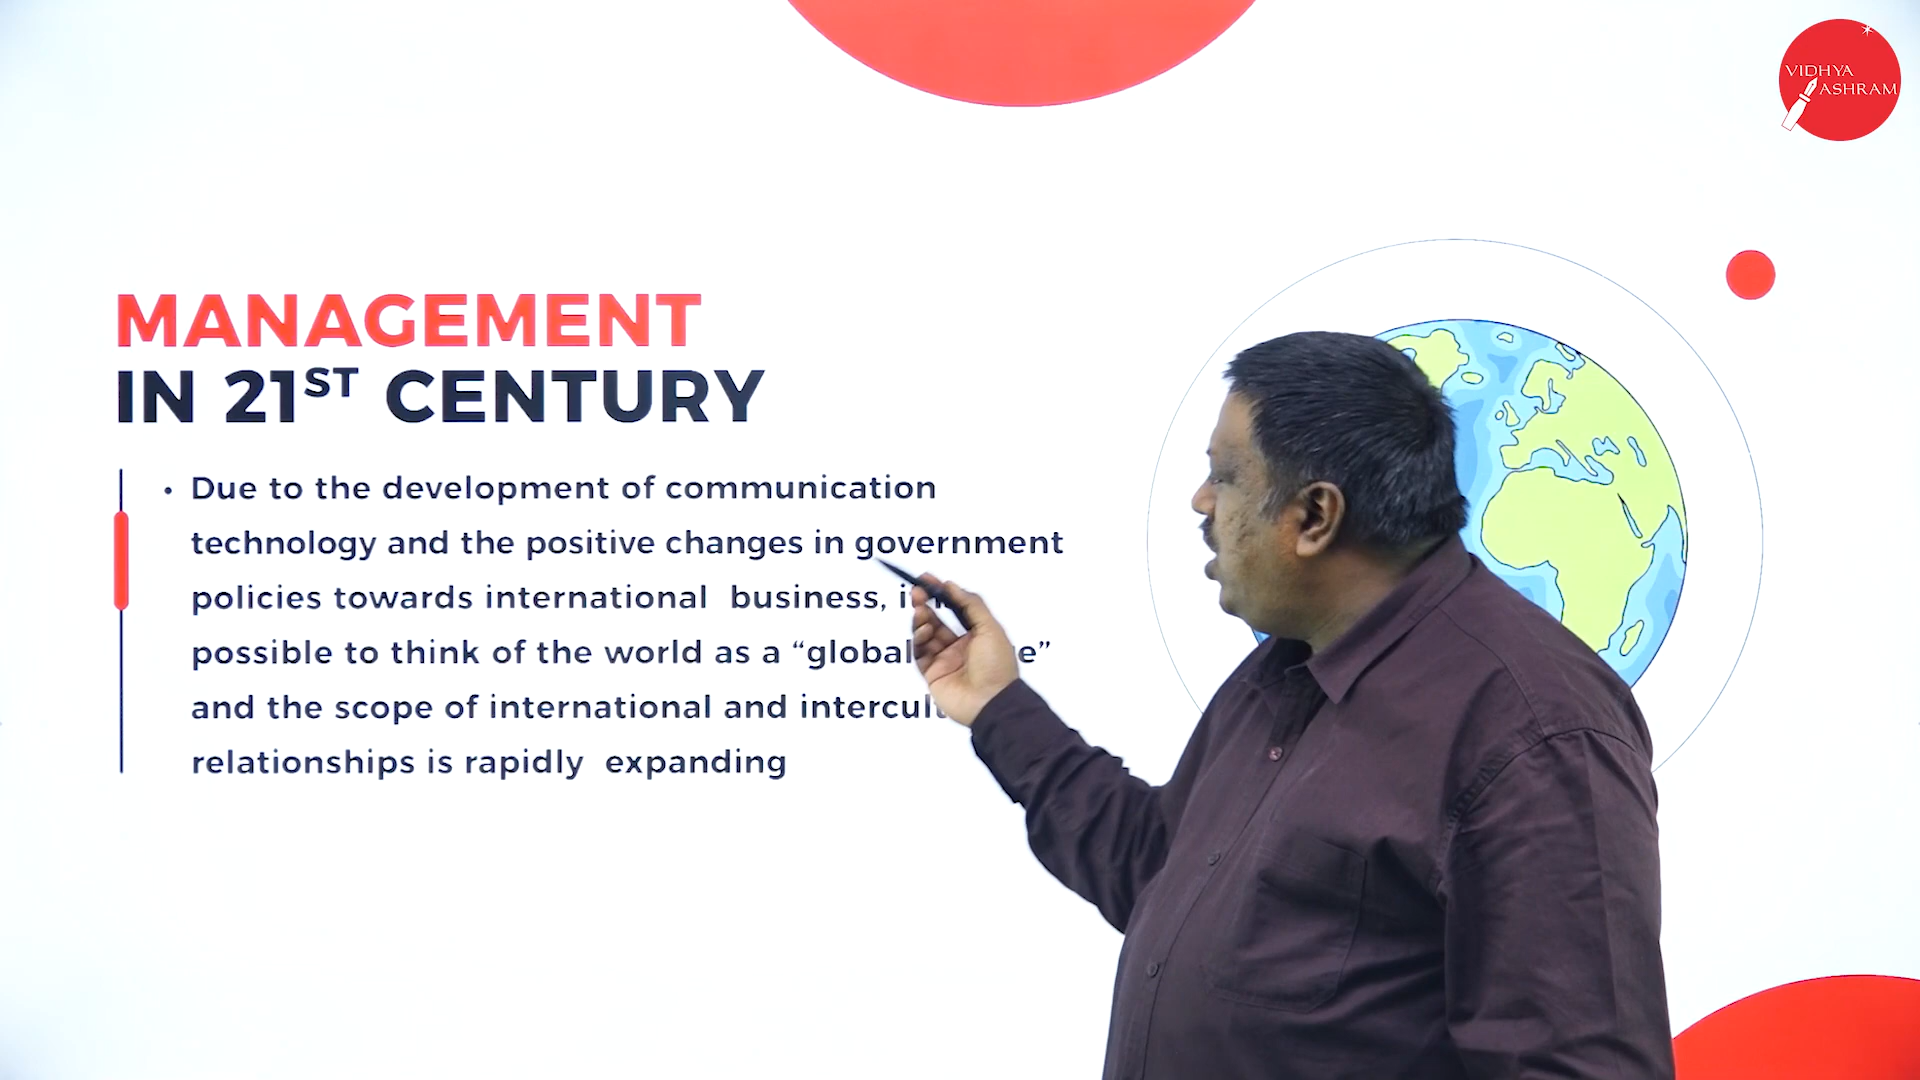 VIDHYA
ASHRAM
MANAGEMENT
IN 21ST CENTURY
• Due to the development of communication
technology and the positive changes in government
policies towards international business,
possible to think of the world as a “global
and the scope of international and
relationships is rapidly expanding